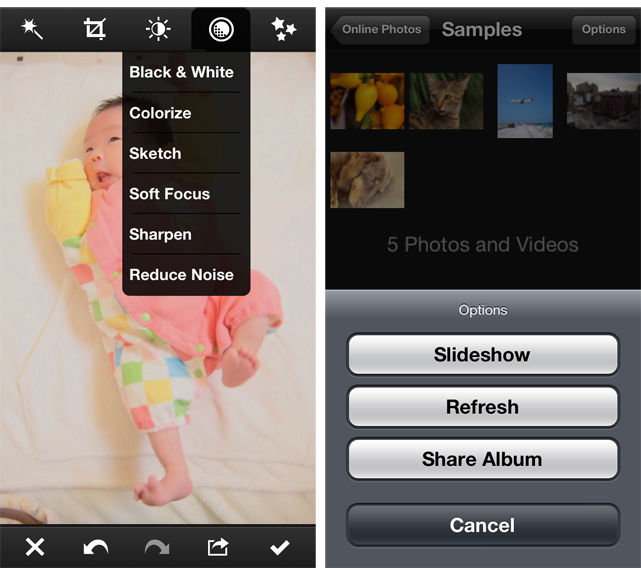 Black & White
Colorize
Sketch
Soft Focus
Sharpen
Reduce Noise
Online Photos
Samples
Options
5 Photos and Videos
Options
Slideshow
Refresh
Share Album
Cancel